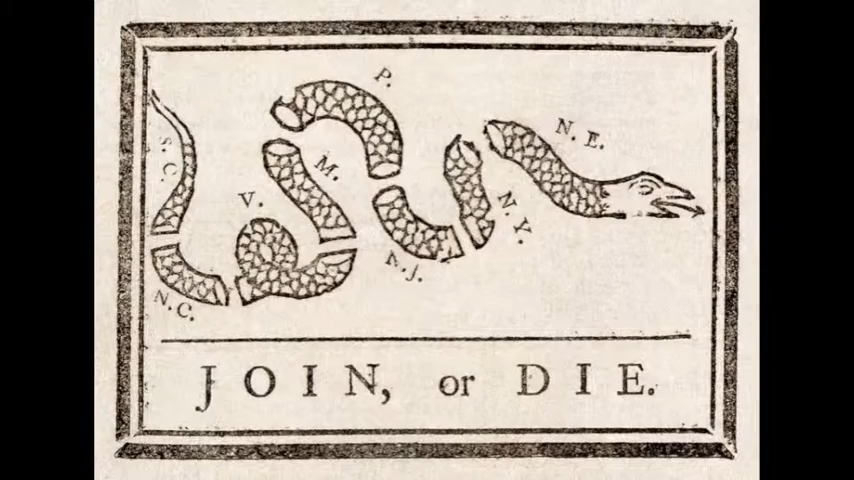 S. C.
N. C.
V.
M.
P.
N. J.
N. Y.
N. E.
JOIN, or DIE.